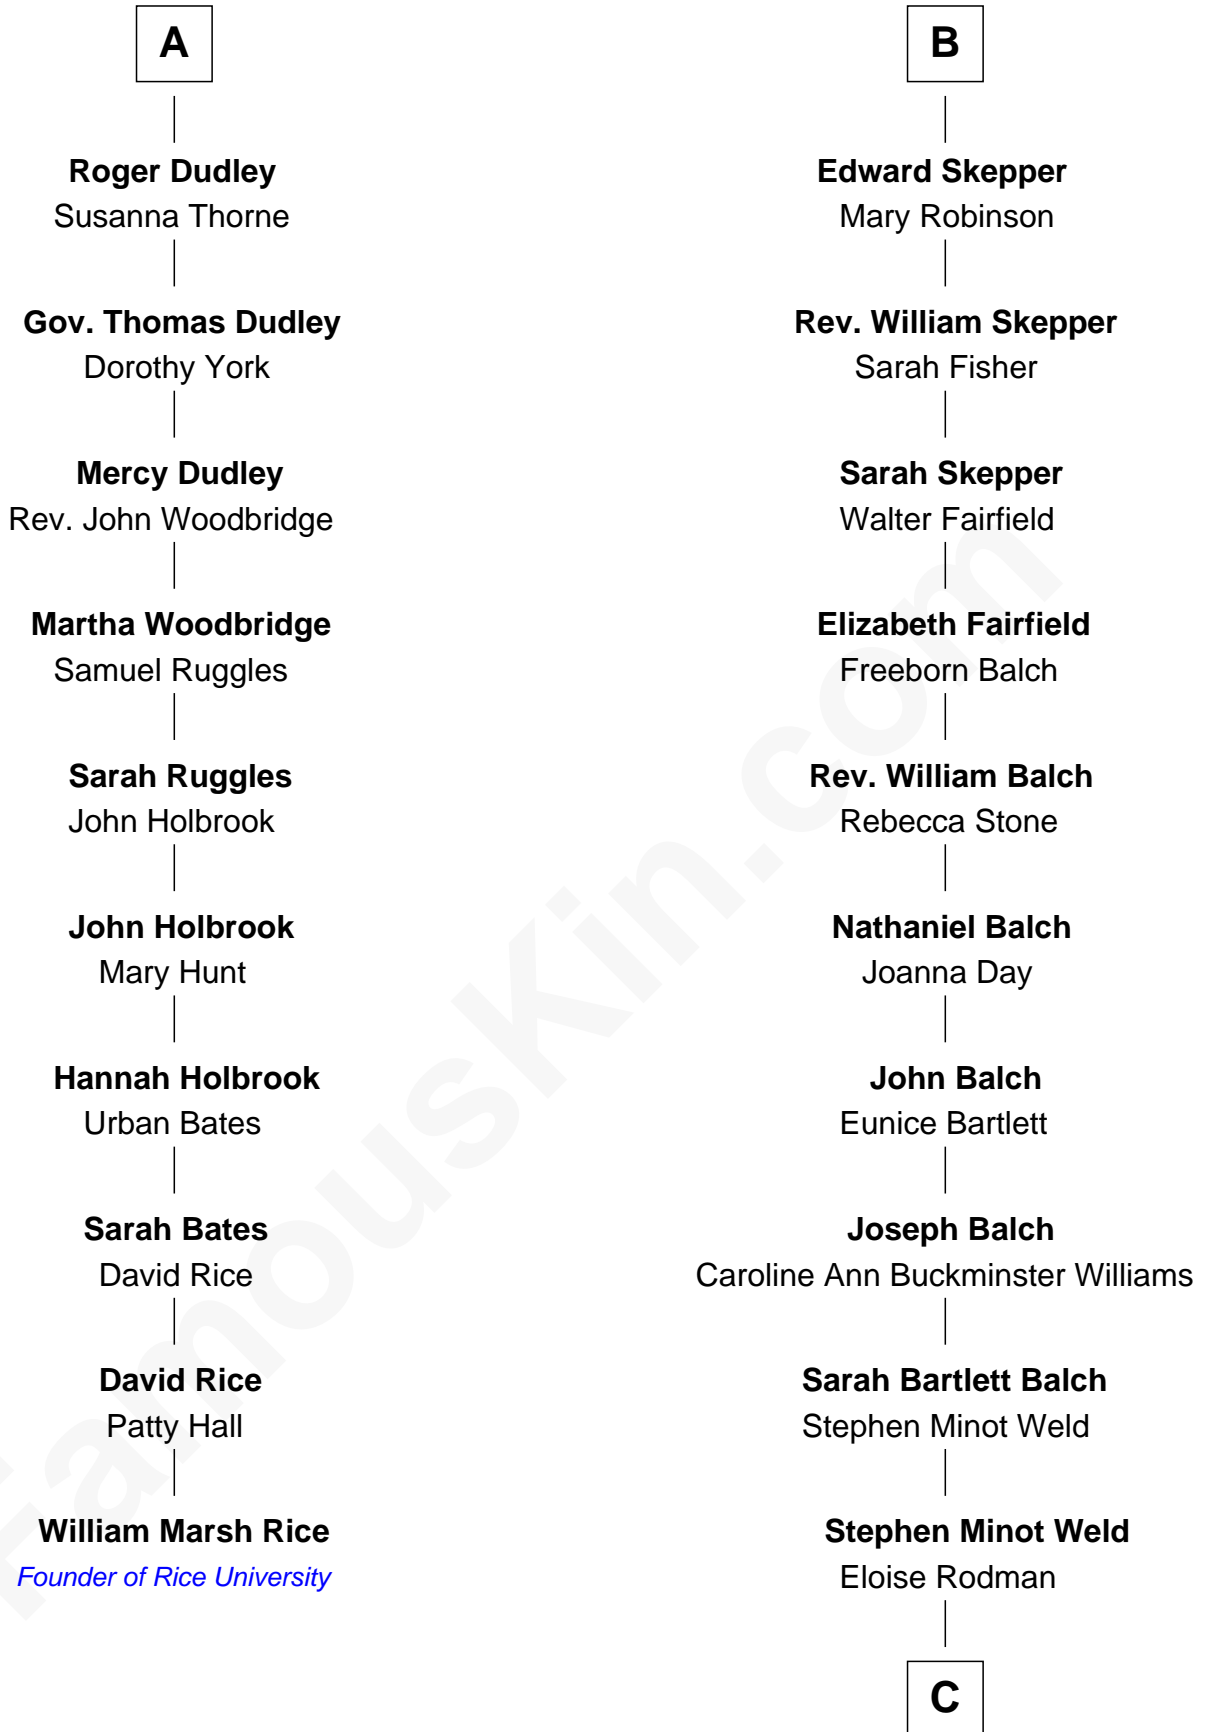 A
Roger Dudley
Susanna Thorne
Gov. Thomas Dudley
Dorothy York
Mercy Dudley
Rev. John Woodbridge
Martha Woodbridge
Samuel Ruggles
Sarah Ruggles
John Holbrook
John Holbrook
Mary Hunt
Hannah Holbrook
Urban Bates
Sarah Bates
David Rice
David Rice
Patty Hall
William Marsh Rice
Founder of Rice University
B
Edward Skepper
Mary Robinson
Rev. William Skepper
Sarah Fisher
Sarah Skepper
Walter Fairfield
Elizabeth Fairfield
Freeborn Balch
Rev. William Balch
Rebecca Stone
Nathaniel Balch
Joanna Day
John Balch
Eunice Bartlett
Joseph Balch
Caroline Ann Buckminster Williams
Sarah Bartlett Balch
Stephen Minot Weld
Stephen Minot Weld
Eloise Rodman
C
FamousKin.com